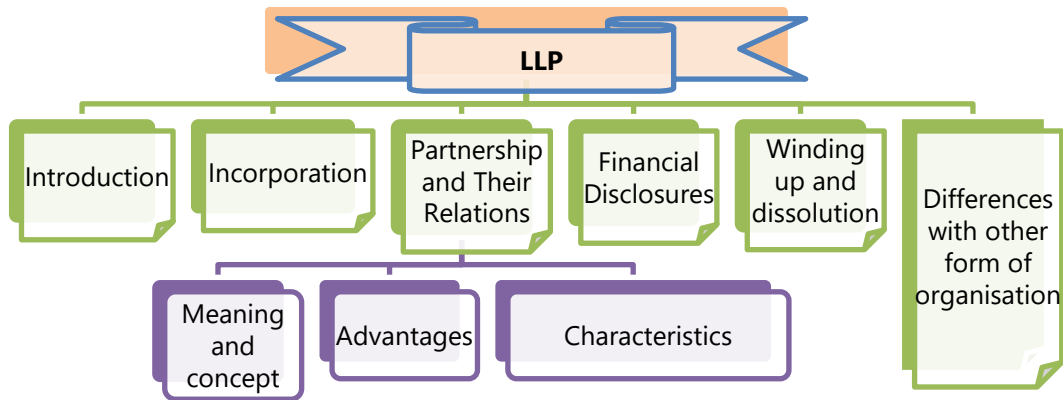 LLP
Introduction
Incorporation
Partnership
and Their
Relations
Financial
Disclosures
Winding
up and
dissolution
Differences
with other
form of
organisation
Meaning
and
concept
Advantages
Characteristics